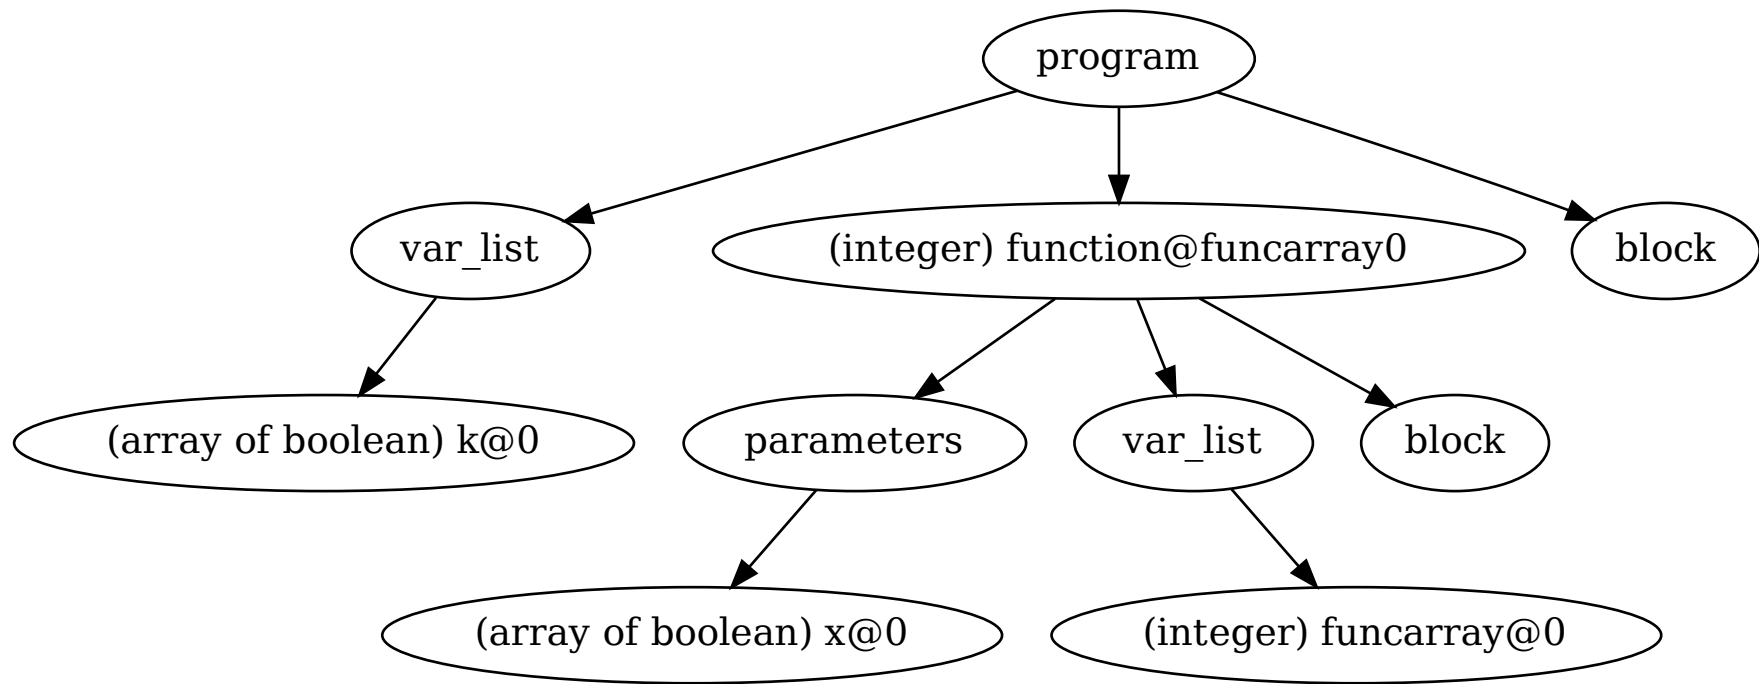 program
var_list
(integer) function@funcarray0
block
(array of boolean) k@0
parameters
var_list
block
(array of boolean) x@0
(integer) funcarray@0